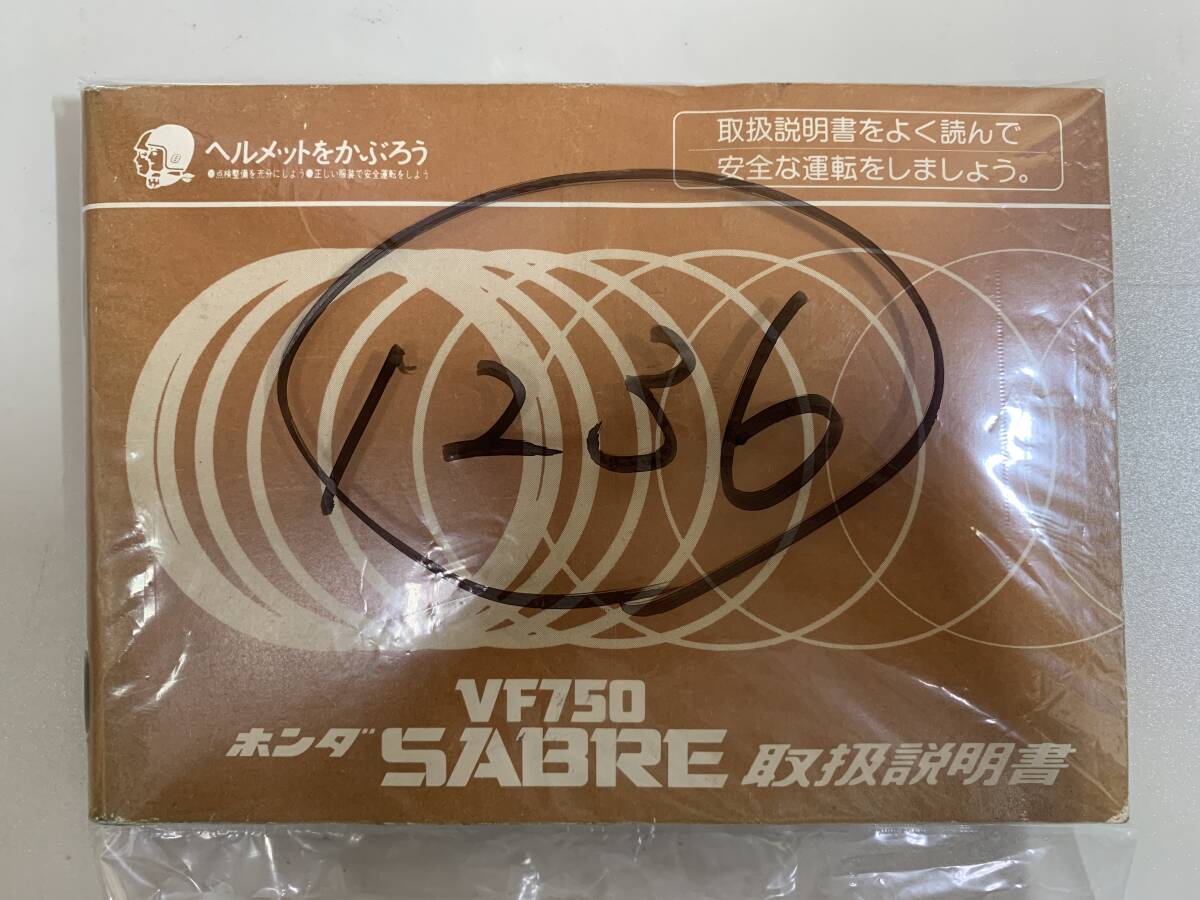 ヘルメットをかぶろう
●点検整備を充分にしよう●正しい服装で安全運転をしよう
取扱説明書をよく読んで
安全な運転をしましょう。
1256
VF750
ホンダ SABRE 取扱説明書